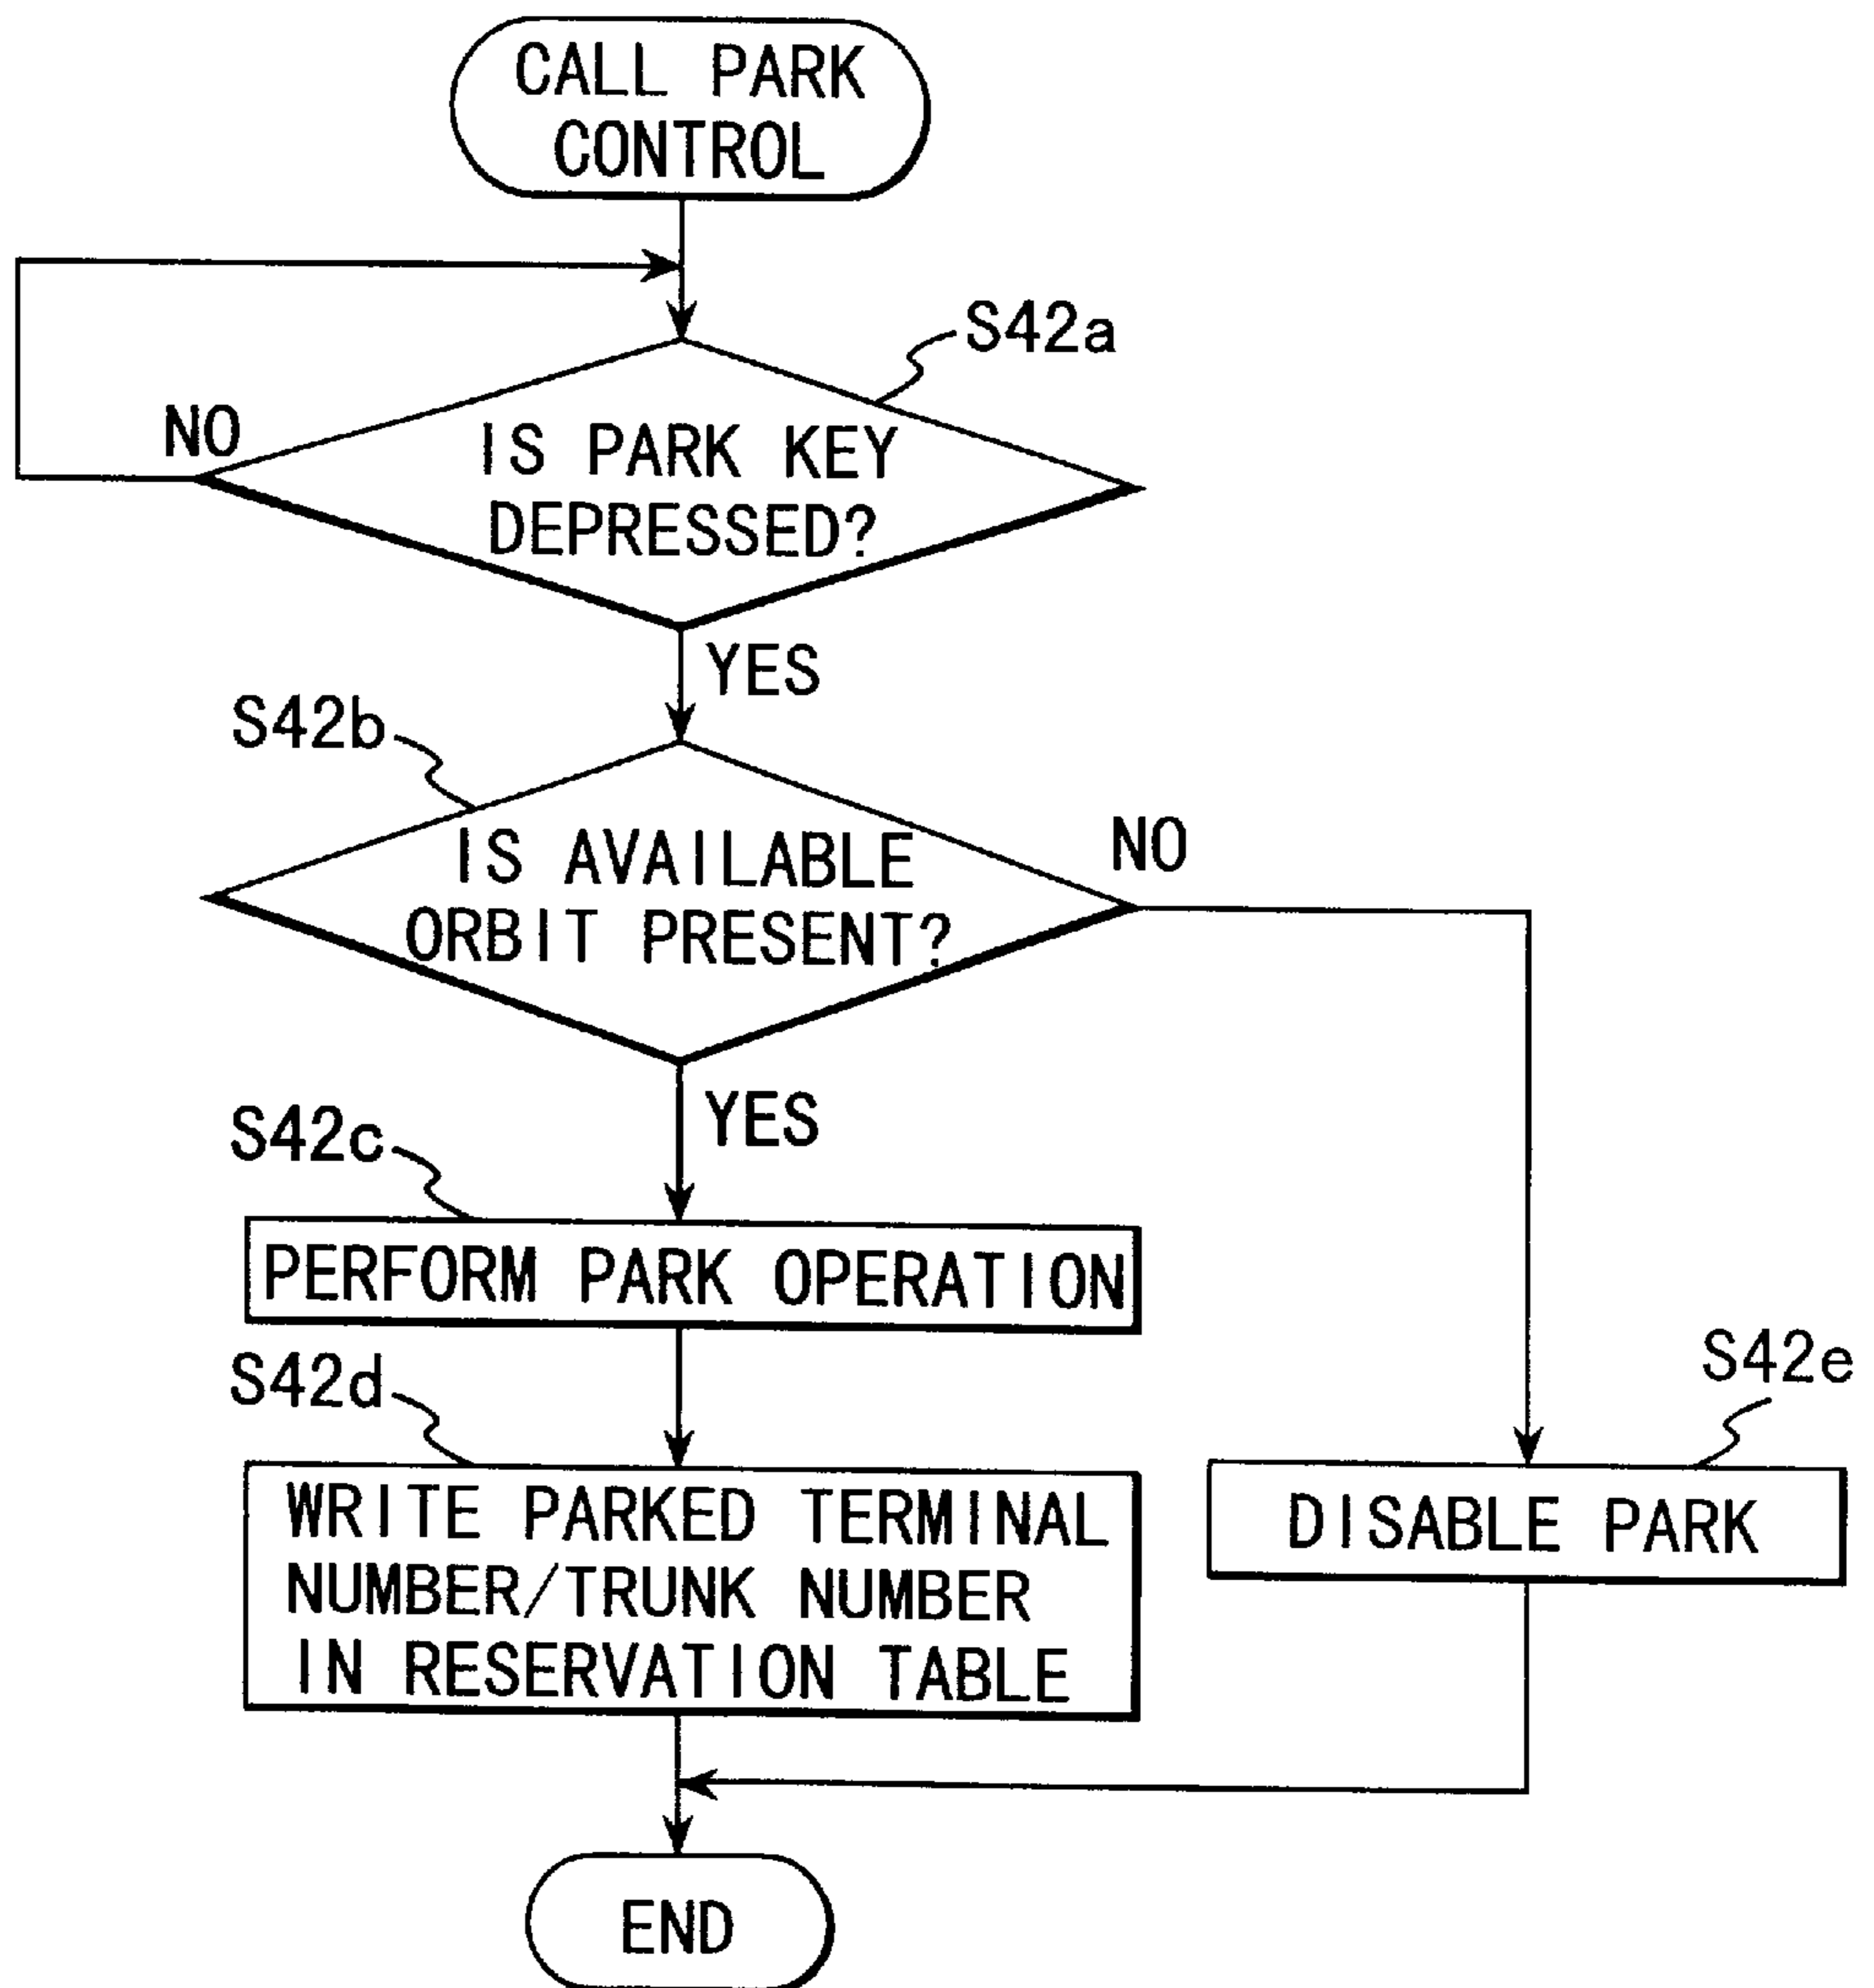 CALL PARK
CONTROL
S42a
NO
IS PARK KEY
DEPRESSED?
YES
S42b
IS AVAILABLE
ORBIT PRESENT?
NO
YES
S42c
PERFORM PARK OPERATION
S42d
S42e
WRITE PARKED TERMINAL
NUMBER/TRUNK NUMBER
IN RESERVATION TABLE
DISABLE PARK
END